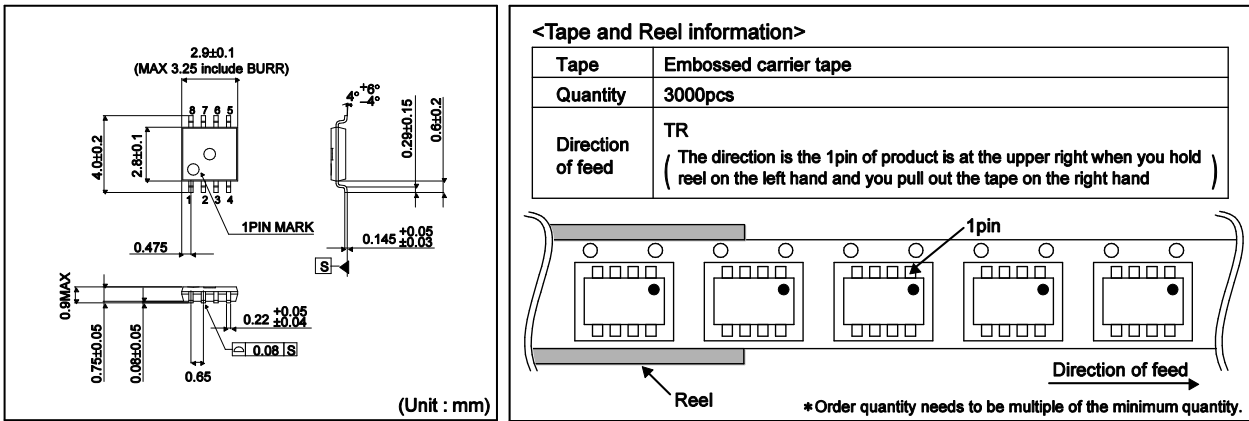 2.9±0.1
(MAX 3.25 include BURR)
8 7 6 5
4.0±0.2
2.8±0.1
1 2 3 4
1PIN MARK
0.475
4° +6° −4°
0.29±0.15
0.6±0.2
0.145 +0.05 ±0.03
S
0.9MAX
0.75±0.05
0.08±0.05
0.22 +0.05 ±0.04
⌓ 0.08 S
0.65
(Unit : mm)
<Tape and Reel information>
Tape Embossed carrier tape
Quantity 3000pcs
Direction of feed
TR
( The direction is the 1pin of product is at the upper right when you hold
reel on the left hand and you pull out the tape on the right hand )
1pin
Direction of feed
Reel
*Order quantity needs to be multiple of the minimum quantity.